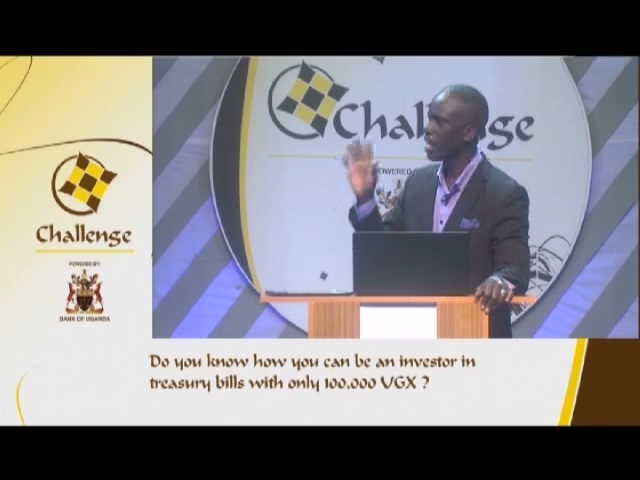 Challenge
POWERED BY:
BANK OF UGANDA
Challenge
POWERED
Do you know how you can be an investor in
treasury bills with only 100.000 UGX ?